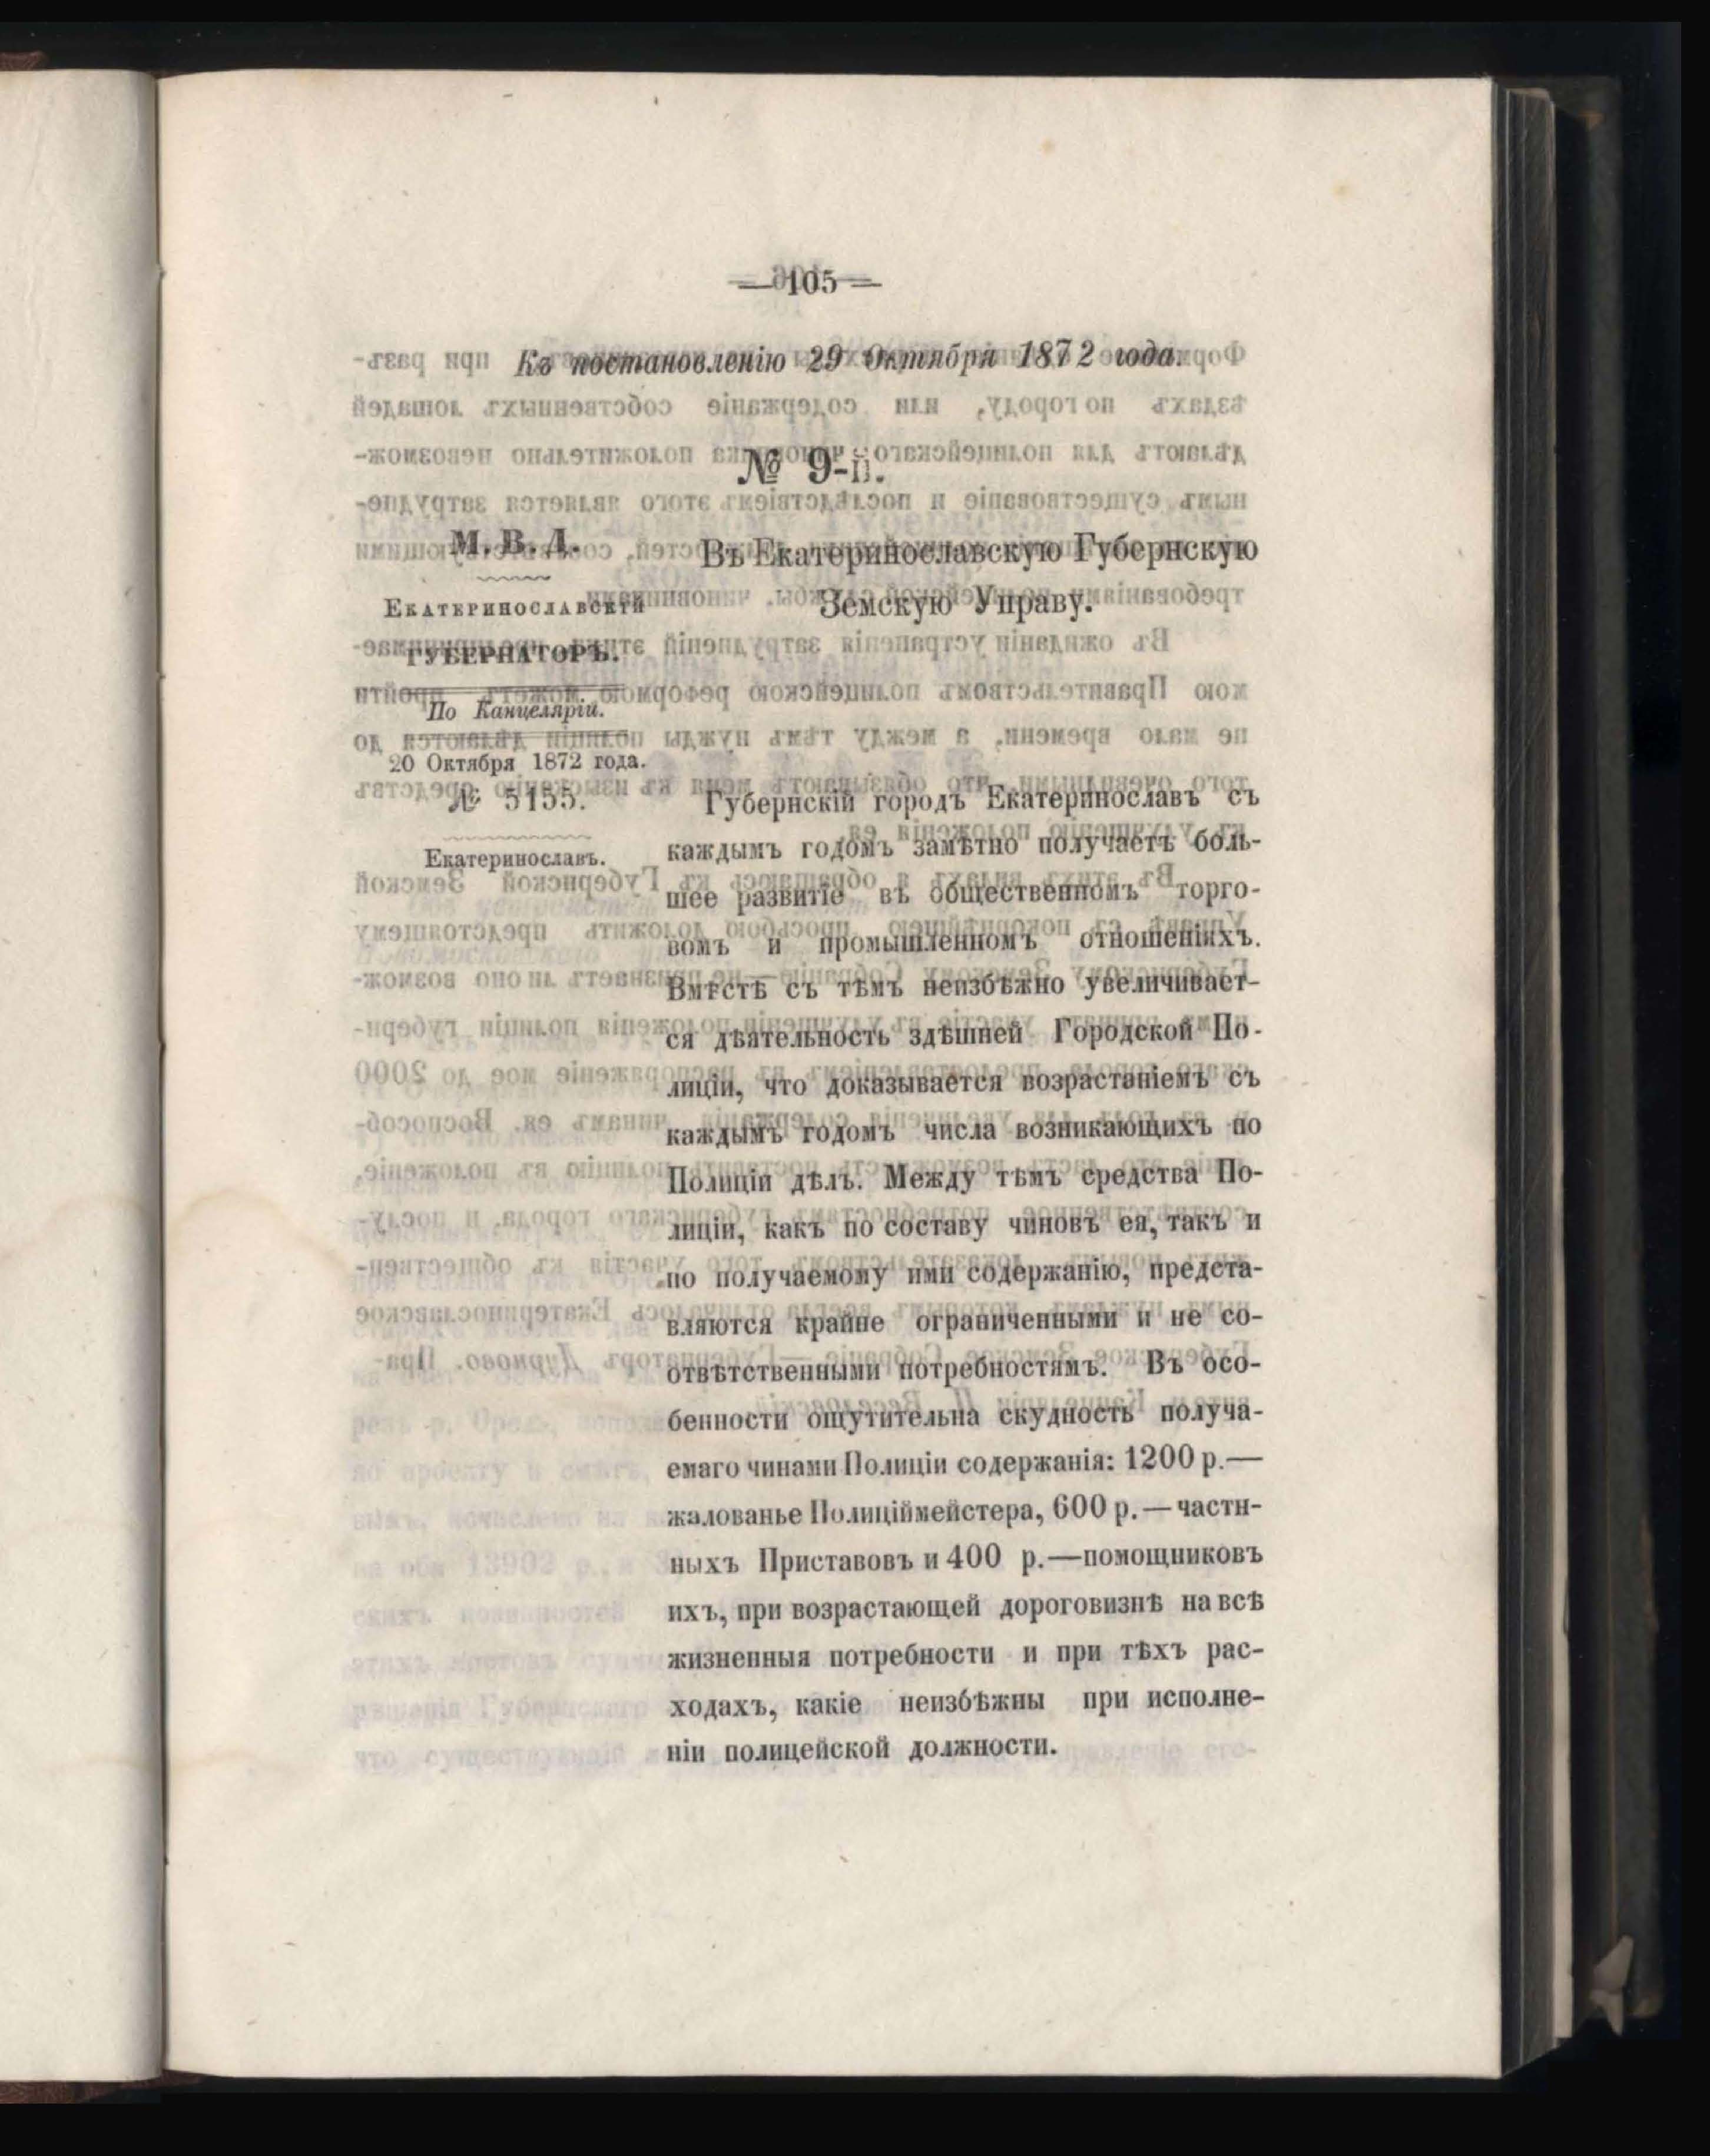 — 105 —
Къ постановленію 29 Октября 1872 года.
№ 9-й.
М. В. Д.
ЕКАТЕРИНОСЛАВСКІЙ
ГУБЕРНАТОРЪ.
По Канцеляріи.
20 Октября 1872 года.
№ 5155.
Екатеринославъ.
Въ Екатеринославскую Губернскую
Земскую Управу.
Губернскій городъ Екатеринославъ съ
каждымъ годомъ замѣтно получаетъ боль-
шее развитіе въ общественномъ торго-
вомъ и промышленномъ отношеніяхъ.
Вмѣстѣ съ тѣмъ неизбѣжно увеличивает-
ся дѣятельность здѣшней Городской По-
лиціи, что доказывается возрастаніемъ съ
каждымъ годомъ числа возникающихъ по
Полиціи дѣлъ. Между тѣмъ средства По-
лиціи, какъ по составу чиновъ ея, такъ и
по получаемому ими содержанію, предста-
вляются крайне ограниченными и не со-
отвѣтственными потребностямъ. Въ осо-
бенности ощутительна скудность получа-
емаго чинами Полиціи содержанія: 1200 р.—
жалованье Полиціймейстера, 600 р.—частн-
ныхъ Приставовъ и 400 р.—помощниковъ
ихъ, при возрастающей дороговизнѣ на всѣ
жизненныя потребности и при тѣхъ рас-
ходахъ, какіе неизбѣжны при исполне-
ніи полицейской должности.